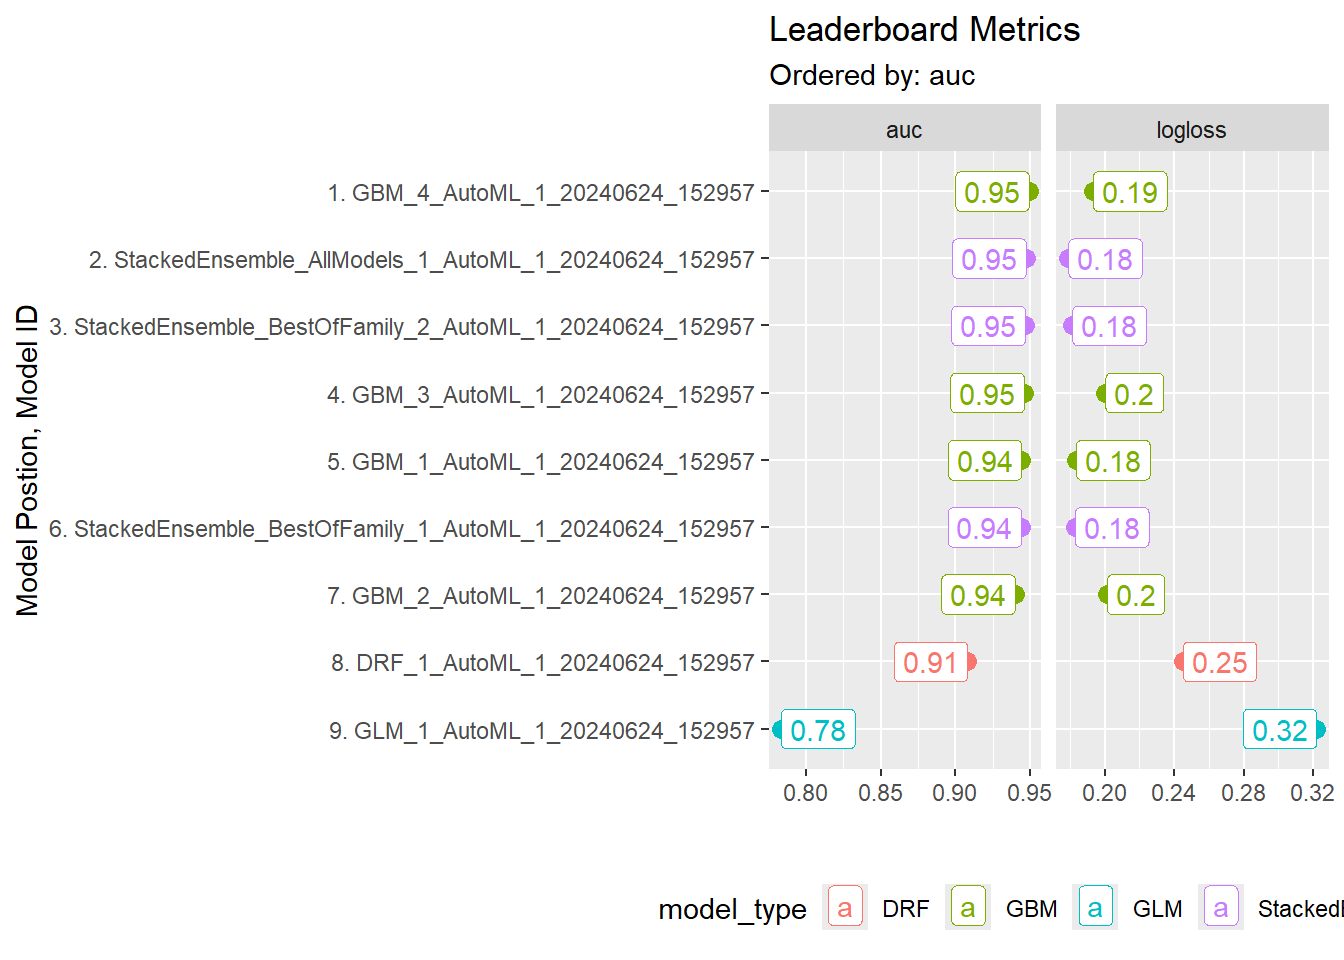 Leaderboard Metrics
Ordered by: auc
auc logloss
Model Postion, Model ID
1. GBM_4_AutoML_1_20240624_152957 0.95 0.19
2. StackedEnsemble_AllModels_1_AutoML_1_20240624_152957 0.95 0.18
3. StackedEnsemble_BestOfFamily_2_AutoML_1_20240624_152957 0.95 0.18
4. GBM_3_AutoML_1_20240624_152957 0.95 0.2
5. GBM_1_AutoML_1_20240624_152957 0.94 0.18
6. StackedEnsemble_BestOfFamily_1_AutoML_1_20240624_152957 0.94 0.18
7. GBM_2_AutoML_1_20240624_152957 0.94 0.2
8. DRF_1_AutoML_1_20240624_152957 0.91 0.25
9. GLM_1_AutoML_1_20240624_152957 0.78 0.32
0.80 0.85 0.90 0.95 0.20 0.24 0.28 0.32
model_type a DRF a GBM a GLM a Stacked